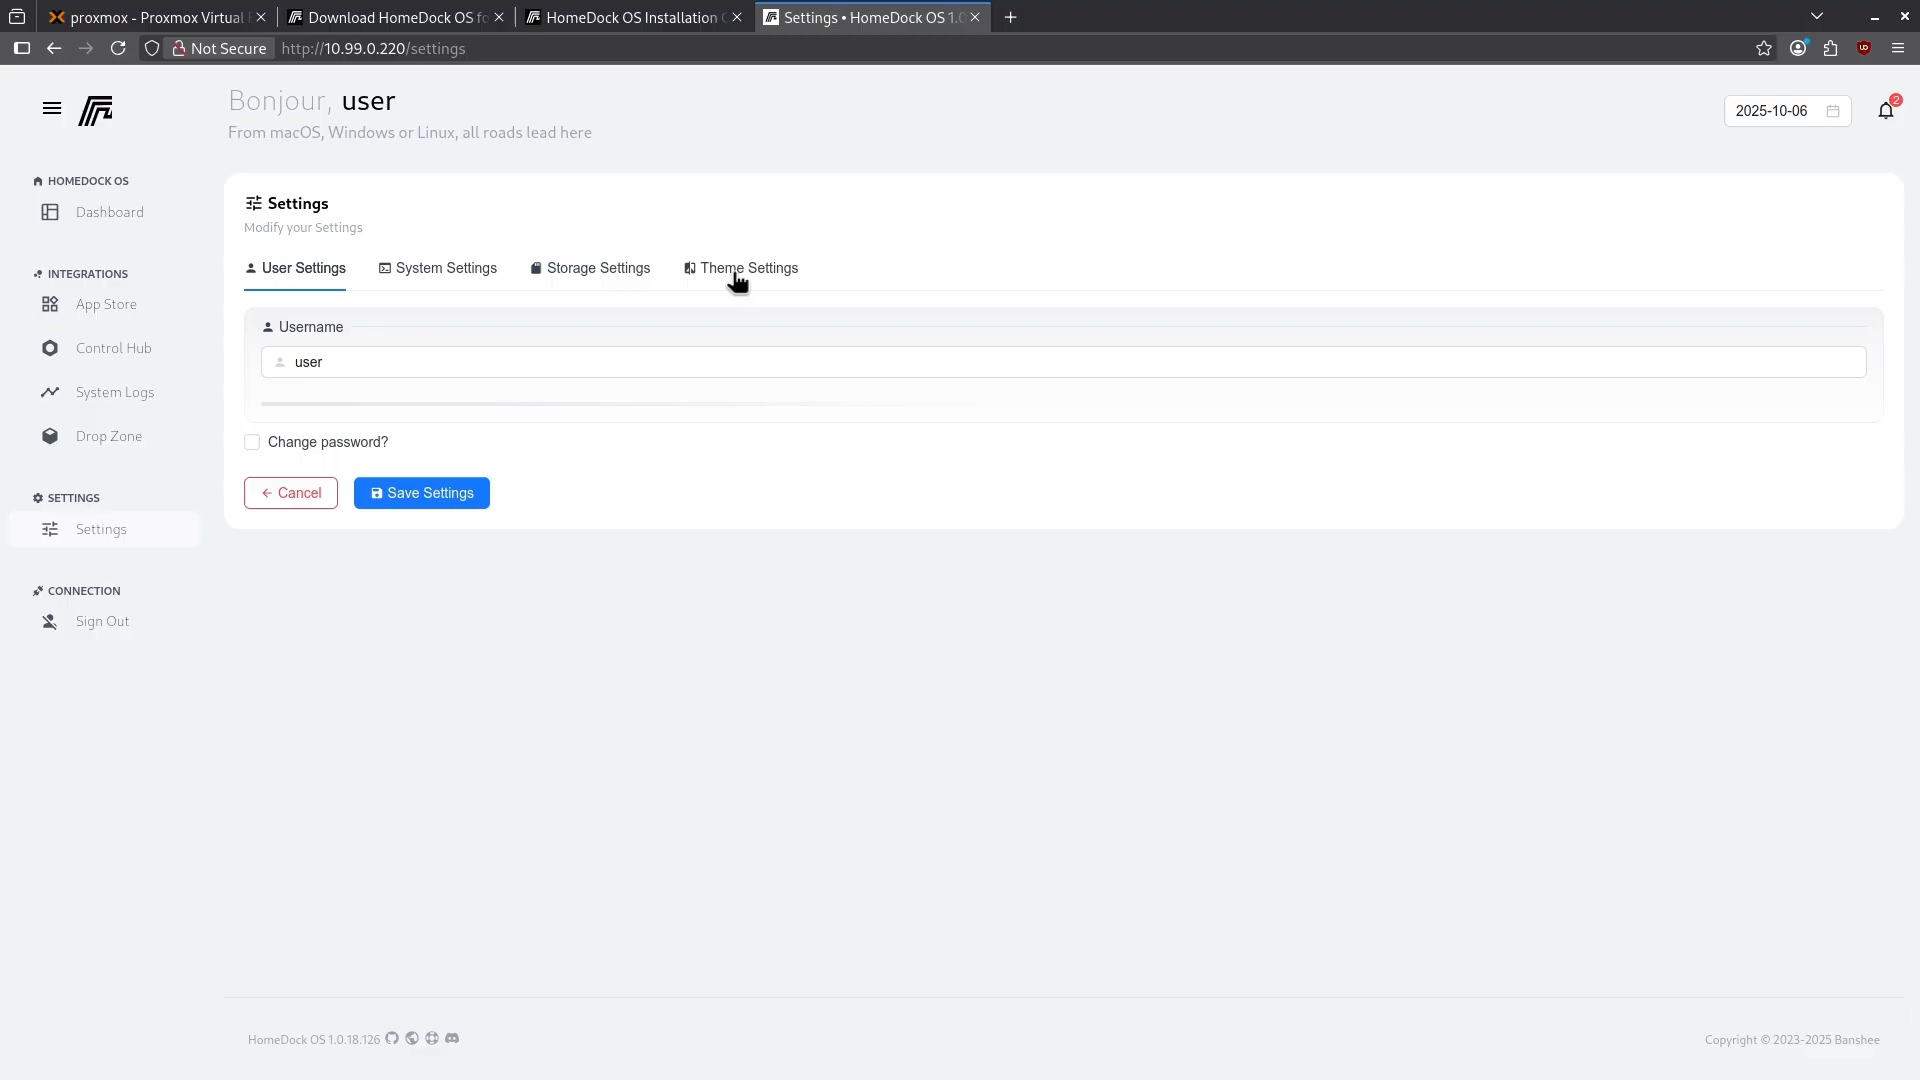 proxmox - Proxmox Virtual
Download HomeDock OS fo
HomeDock OS Installation
Settings • HomeDock OS 1.0
Not Secure
http://10.99.0.220/settings
Bonjour, user
From macOS, Windows or Linux, all roads lead here
2025-10-06
2
HOMEDOCK OS
Dashboard
INTEGRATIONS
App Store
Control Hub
System Logs
Drop Zone
SETTINGS
Settings
CONNECTION
Sign Out
Settings
Modify your Settings
User Settings
System Settings
Storage Settings
Theme Settings
Username
user
Change password?
Cancel
Save Settings
HomeDock OS 1.0.18.126
Copyright © 2023-2025 Banshee